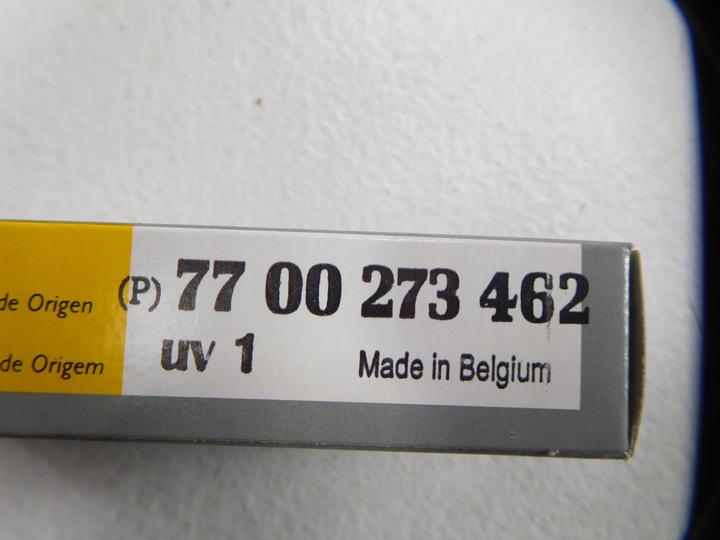 de Origen
(P) 77 00 273 462
de Origem
uv 1
Made in Belgium